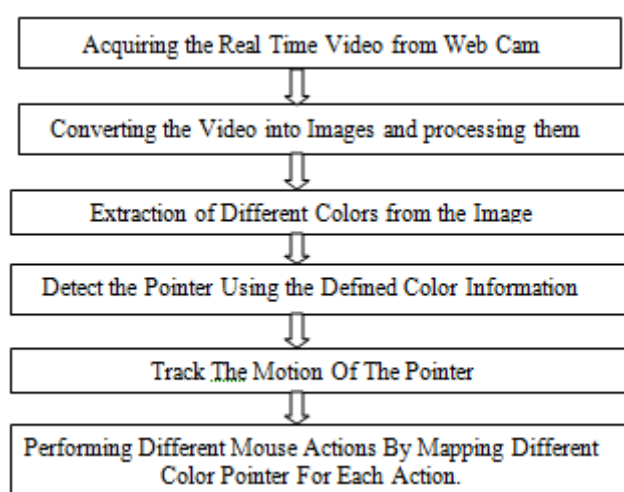 Acquiring the Real Time Video from Web Cam
Converting the Video into Images and processing them
Extraction of Different Colors from the Image
Detect the Pointer Using the Defined Color Information
Track The Motion Of The Pointer
Performing Different Mouse Actions By Mapping Different
Color Pointer For Each Action.